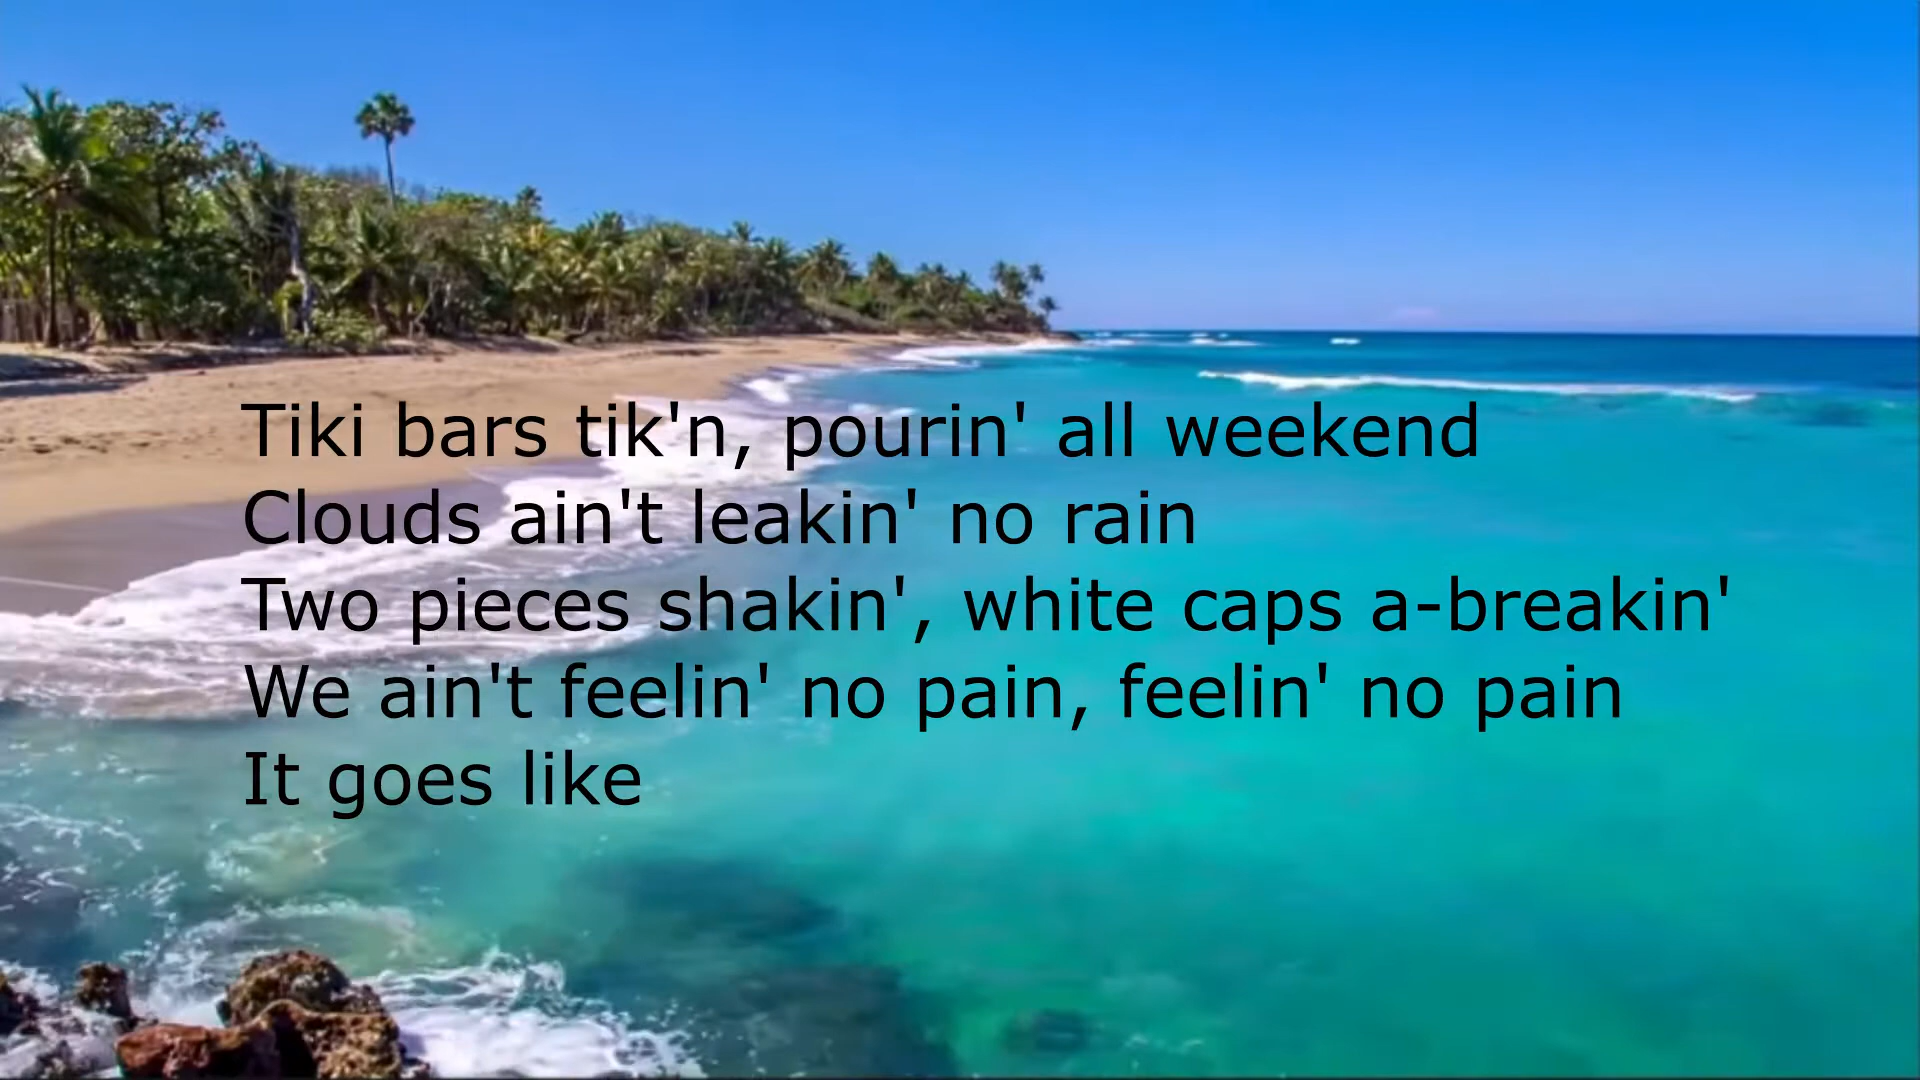 Tiki bars tik'n, pourin' all weekend
Clouds ain't leakin' no rain
Two pieces shakin', white caps a-breakin'
We ain't feelin' no pain, feelin' no pain
It goes like